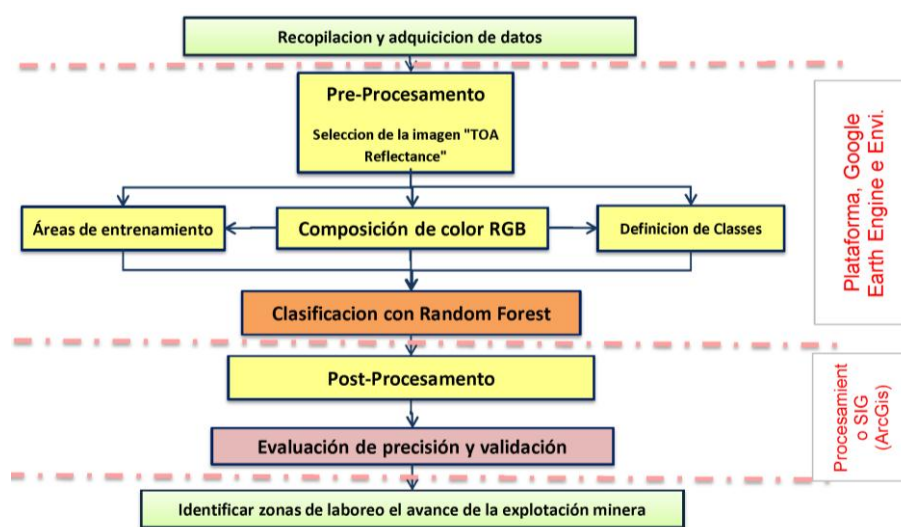 Recopilacion y adquicicion de datos
Pre-Procesamento
Seleccion de la imagen "TOA
Reflectance"
Áreas de entrenamiento
Composición de color RGB
Definicion de Classes
Clasificacion con Random Forest
Plataforma, Google
Earth Engine e Envi.
Post-Procesamento
Evaluación de precisión y validación
Procesamient
o SIG
(ArcGis)
Identificar zonas de laboreo el avance de la explotación minera